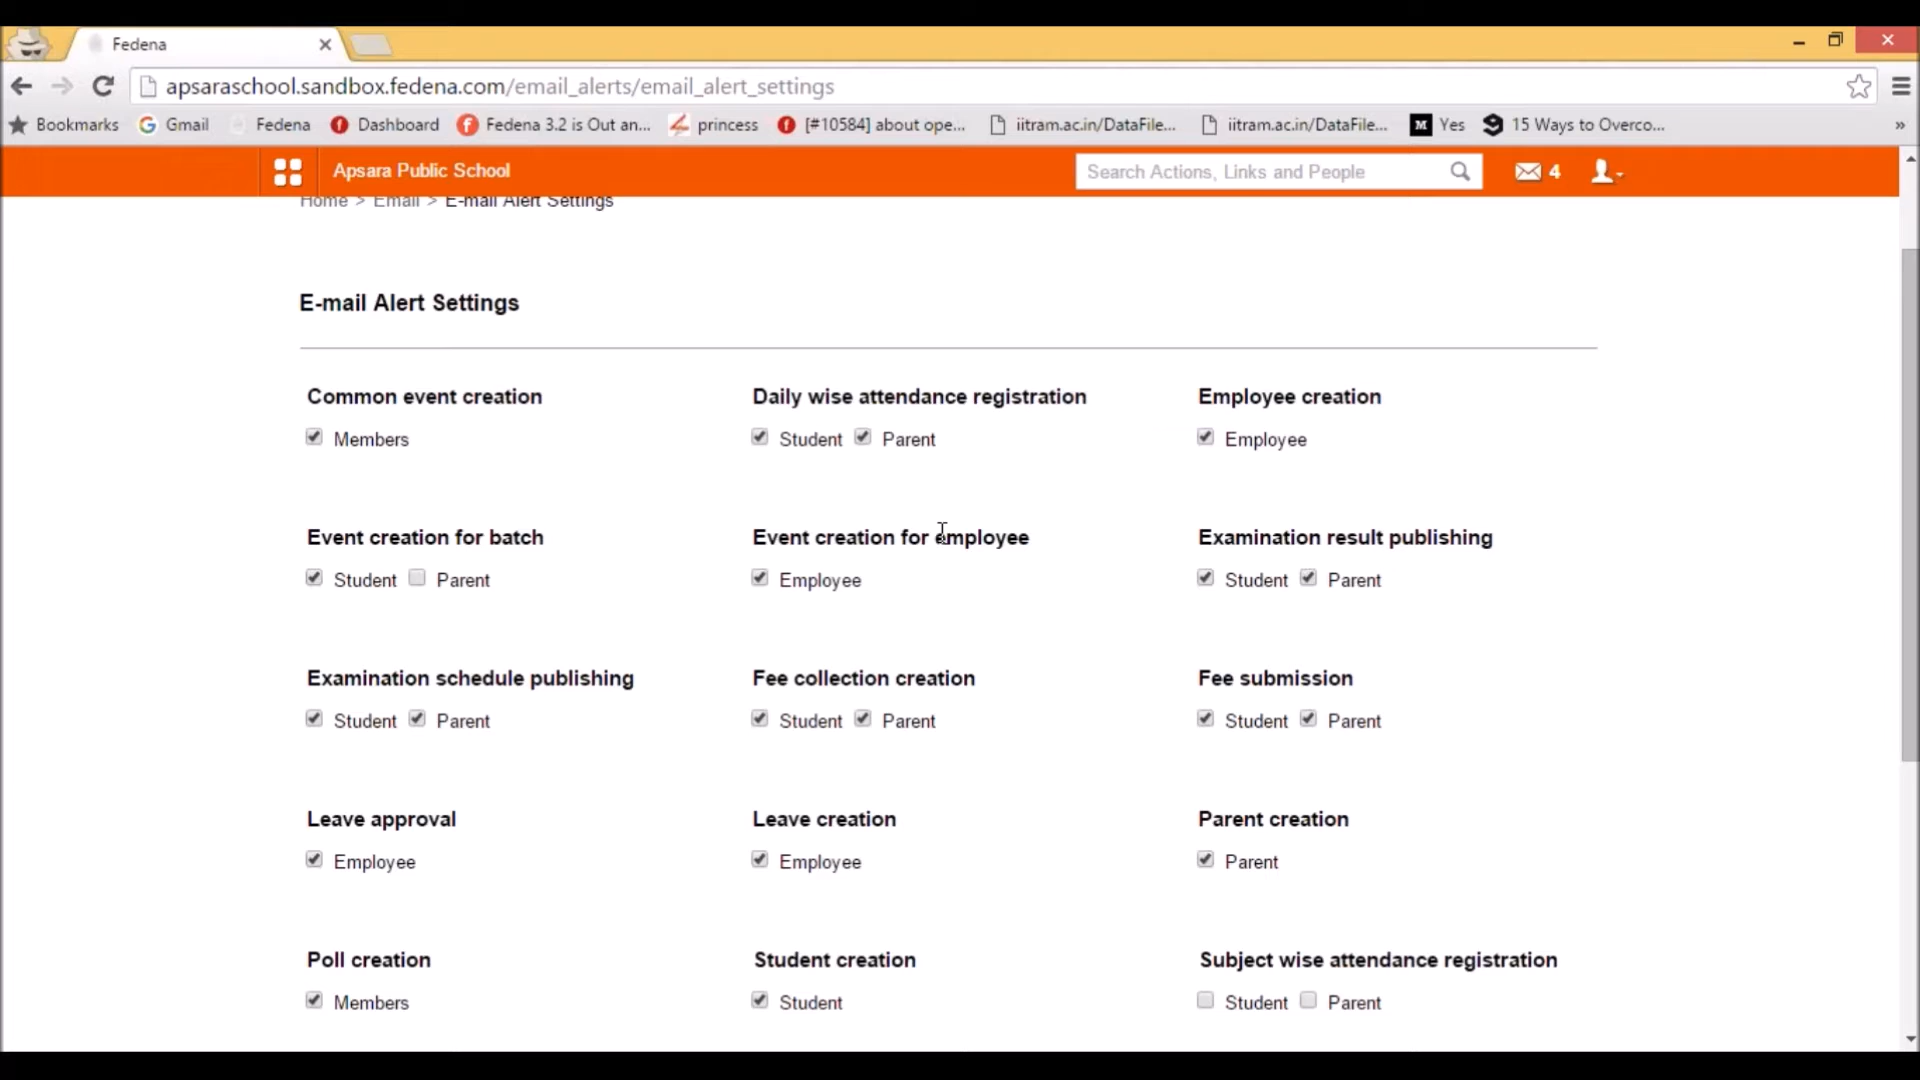 Fedena
apsaraschool.sandbox.fedena.com/email_alerts/email_alert_settings
Bookmarks Gmail Fedena Dashboard Fedena 3.2 is Out an... princess [#10584] about ope... iitram.ac.in/DataFile... iitram.ac.in/DataFile... M Yes 15 Ways to Overco... »
Apsara Public School Search Actions, Links and People 4
Home > Email > E-mail Alert Settings
E-mail Alert Settings
Common event creation Daily wise attendance registration Employee creation
Members Student Parent Employee
Event creation for batch Event creation for employee Examination result publishing
Student Parent Employee Student Parent
Examination schedule publishing Fee collection creation Fee submission
Student Parent Student Parent Student Parent
Leave approval Leave creation Parent creation
Employee Employee Parent
Poll creation Student creation Subject wise attendance registration
Members Student Student Parent